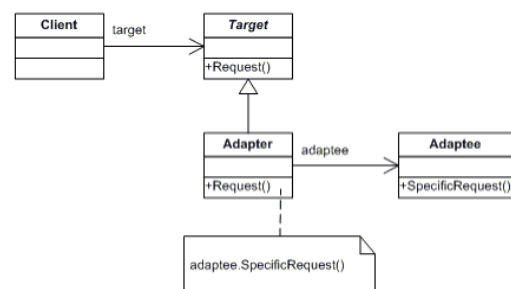 Client
target
Target
+Request()
Adapter
adaptee
Adaptee
+Request()
+SpecificRequest()
adaptee.SpecificRequest()